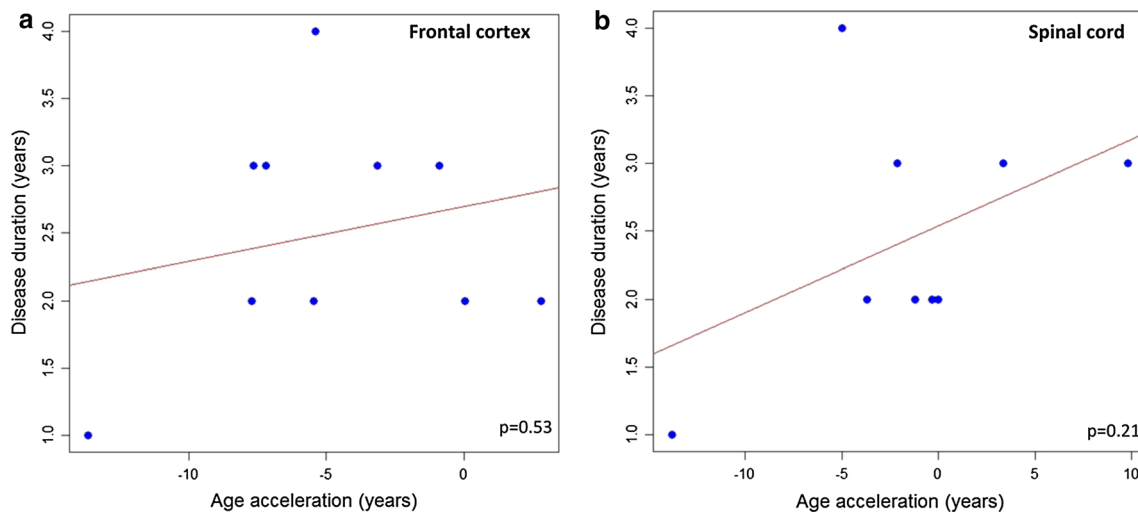 a
Frontal cortex
Disease duration (years)
4.0
3.5
3.0
2.5
2.0
1.5
1.0
p=0.53
-10
-5
0
Age acceleration (years)
b
Spinal cord
Disease duration (years)
4.0
3.5
3.0
2.5
2.0
1.5
1.0
p=0.21
-10
-5
0
5
10
Age acceleration (years)